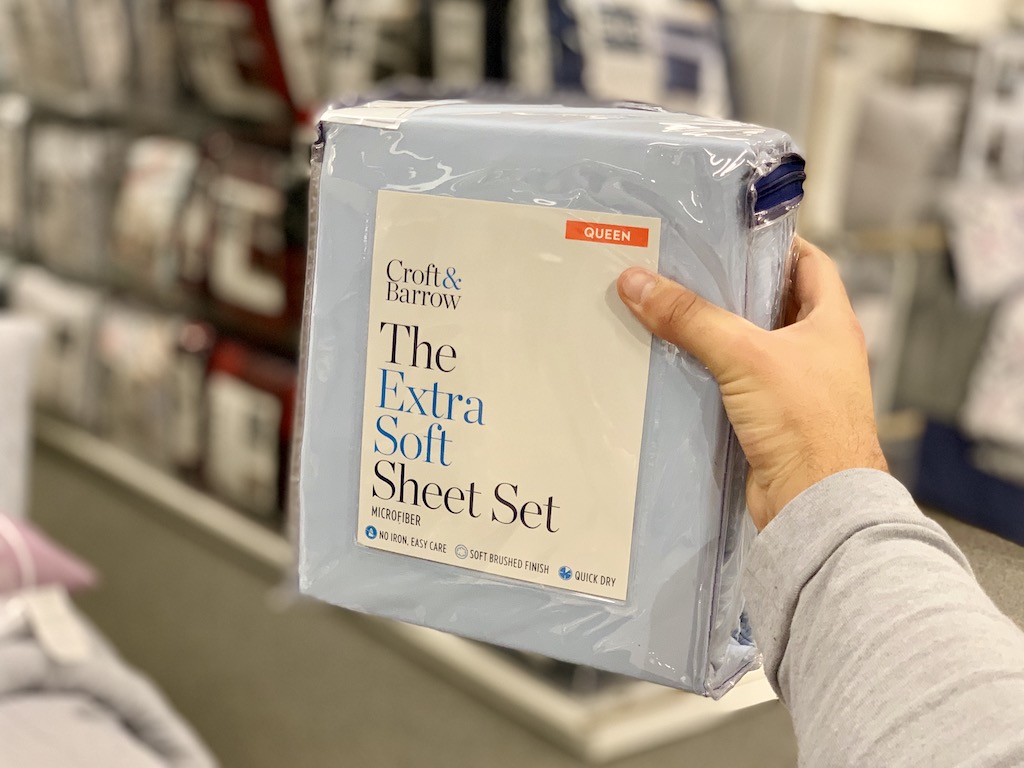 QUEEN
Croft&
Barrow
The
Extra
Soft
Sheet Set
MICROFIBER
NO IRON, EASY CARE SOFT BRUSHED FINISH QUICK DRY